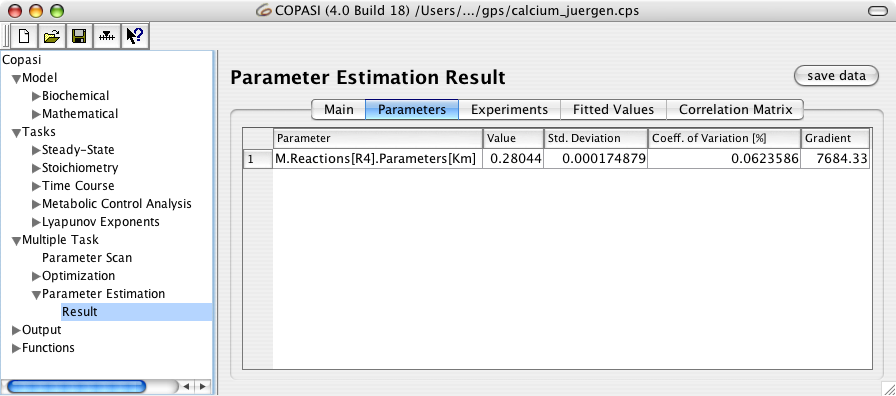 COPASI (4.0 Build 18) /Users/.../gps/calcium_juergen.cps
Copasi
Model
Biochemical
Mathematical
Tasks
Steady-State
Stoichiometry
Time Course
Metabolic Control Analysis
Lyapunov Exponents
Multiple Task
Parameter Scan
Optimization
Parameter Estimation
Result
Output
Functions
Parameter Estimation Result
save data
Main Parameters Experiments Fitted Values Correlation Matrix
Parameter Value Std. Deviation Coeff. of Variation [%] Gradient
1 M.Reactions[R4].Parameters[Km] 0.28044 0.000174879 0.0623586 7684.33